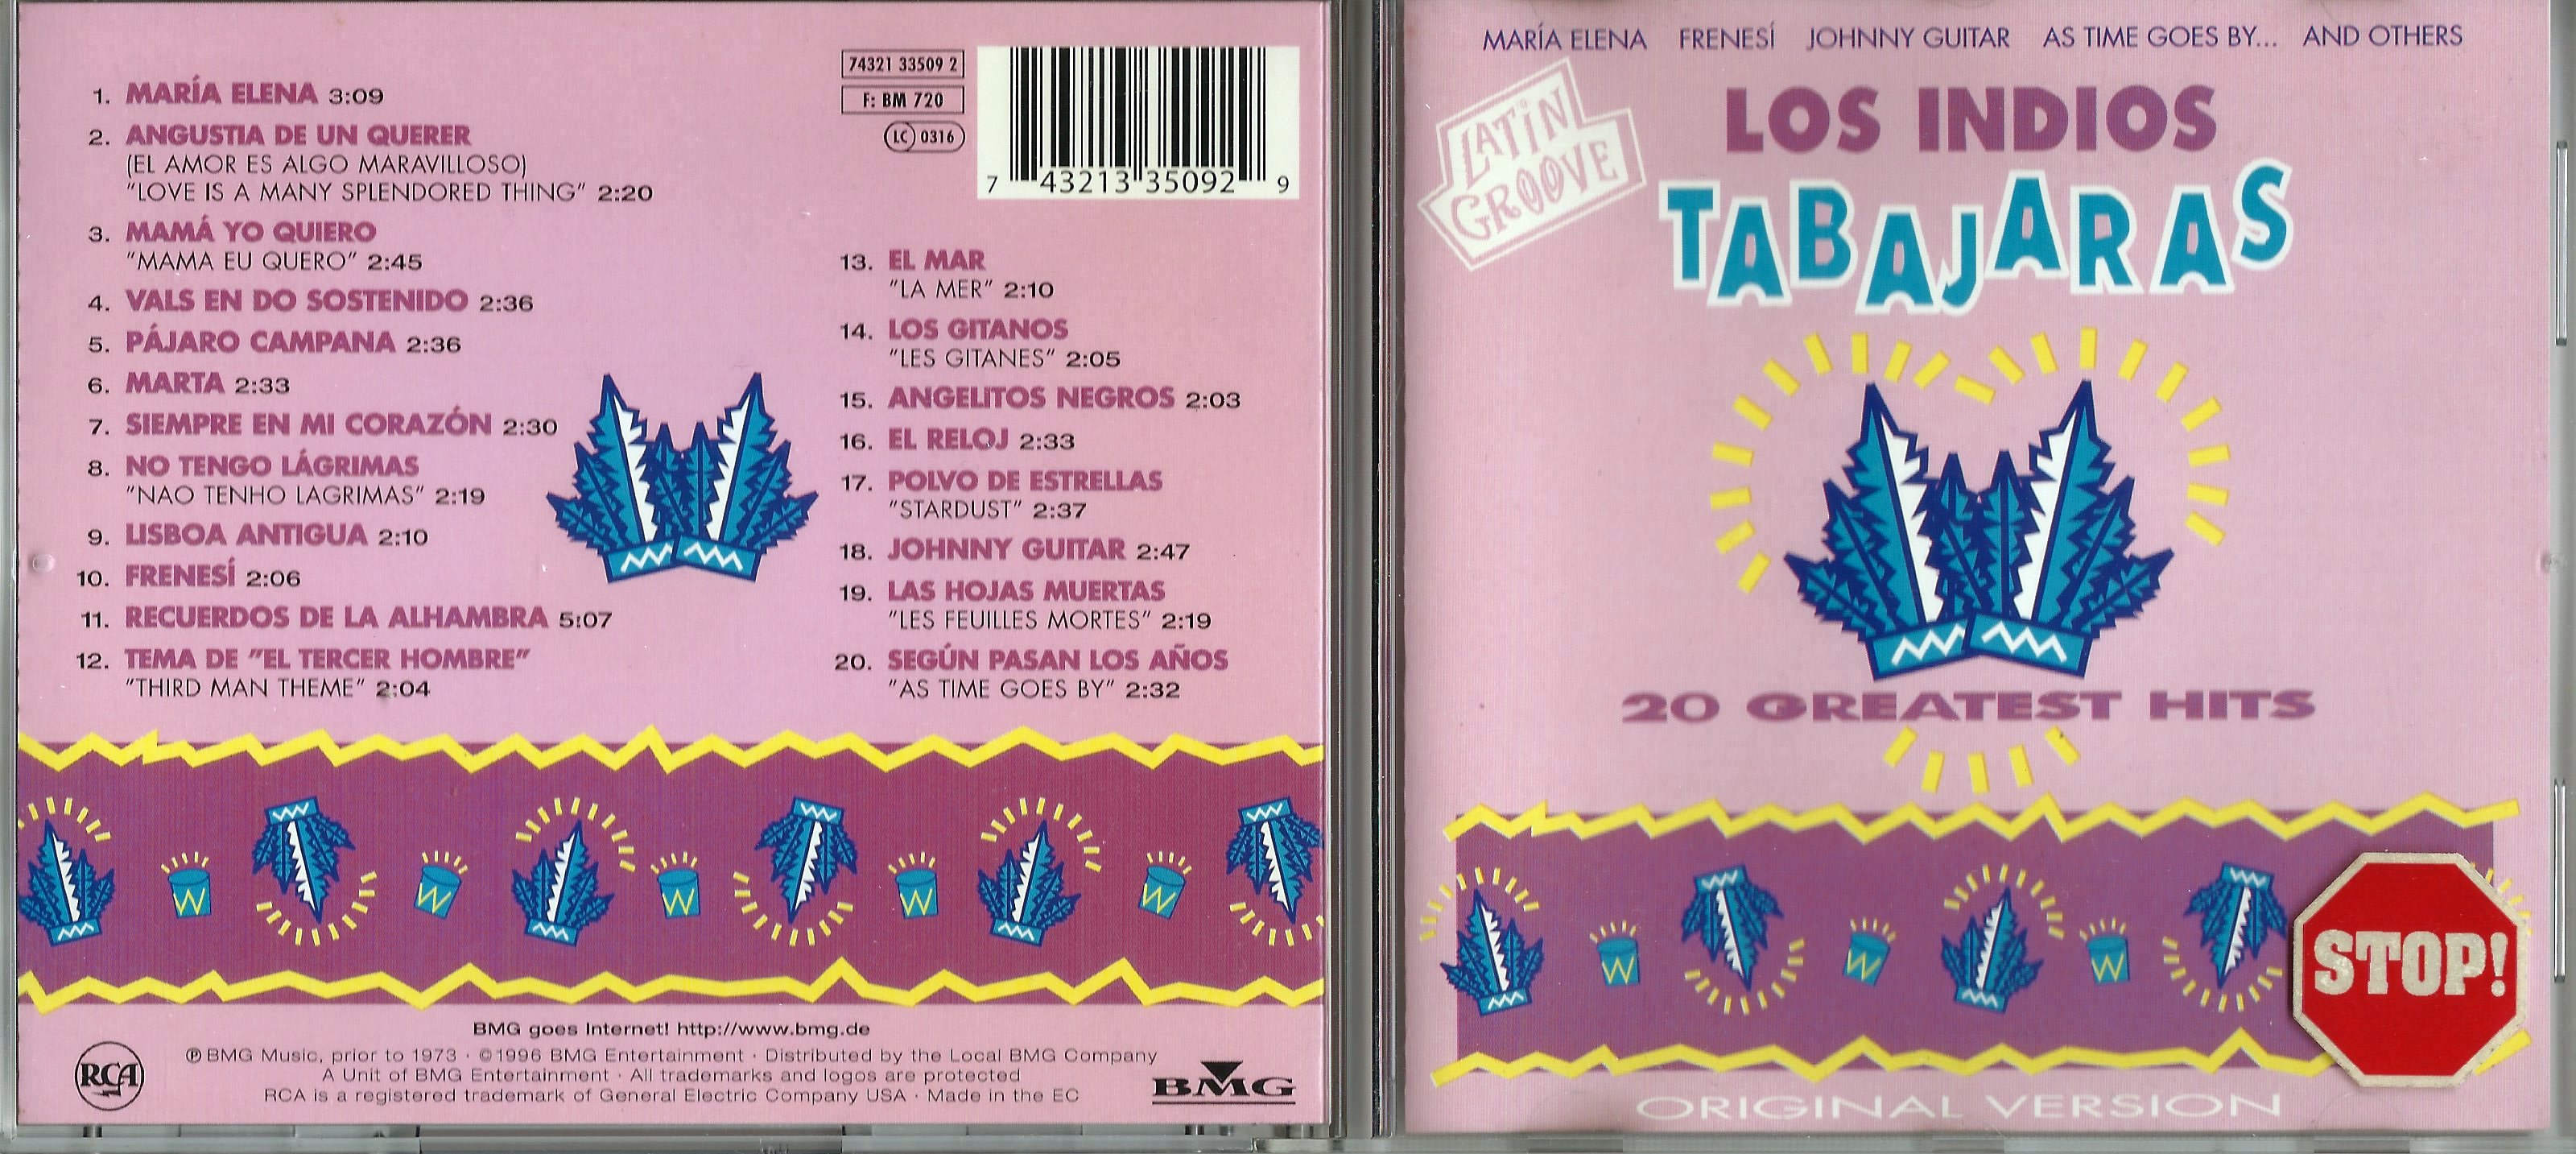 1. MARÍA ELENA 3:09
2. ANGUSTIA DE UN QUERER
(EL AMOR ES ALGO MARAVILLOSO)
"LOVE IS A MANY SPLENDORED THING" 2:20
3. MAMÁ YO QUIERO
"MAMA EU QUERO" 2:45
4. VALS EN DO SOSTENIDO 2:36
5. PÁJARO CAMPANA 2:36
6. MARTA 2:33
7. SIEMPRE EN MI CORAZÓN 2:30
8. NO TENGO LÁGRIMAS
"NAO TENHO LAGRIMAS" 2:19
9. LISBOA ANTIGUA 2:10
10. FRENESÍ 2:06
11. RECUERDOS DE LA ALHAMBRA 5:07
12. TEMA DE "EL TERCER HOMBRE"
"THIRD MAN THEME" 2:04
74321 33509 2
F: BM 720
LC 0316
7 43213 35092 9
13. EL MAR
"LA MER" 2:10
14. LOS GITANOS
"LES GITANES" 2:05
15. ANGELITOS NEGROS 2:03
16. EL RELOJ 2:33
17. POLVO DE ESTRELLAS
"STARDUST" 2:37
18. JOHNNY GUITAR 2:47
19. LAS HOJAS MUERTAS
"LES FEUILLES MORTES" 2:19
20. SEGÚN PASAN LOS AÑOS
"AS TIME GOES BY" 2:32
BMG goes Internet! http://www.bmg.de
℗ BMG Music, prior to 1973 · ©1996 BMG Entertainment · Distributed by the Local BMG Company
A Unit of BMG Entertainment · All trademarks and logos are protected
RCA is a registered trademark of General Electric Company USA · Made in the EC
RCA
BMG
MARÍA ELENA FRENESÍ JOHNNY GUITAR AS TIME GOES BY... AND OTHERS
LATIN
GROOVE
LOS INDIOS
TABAJARAS
20 GREATEST HITS
STOP!
ORIGINAL VERSION